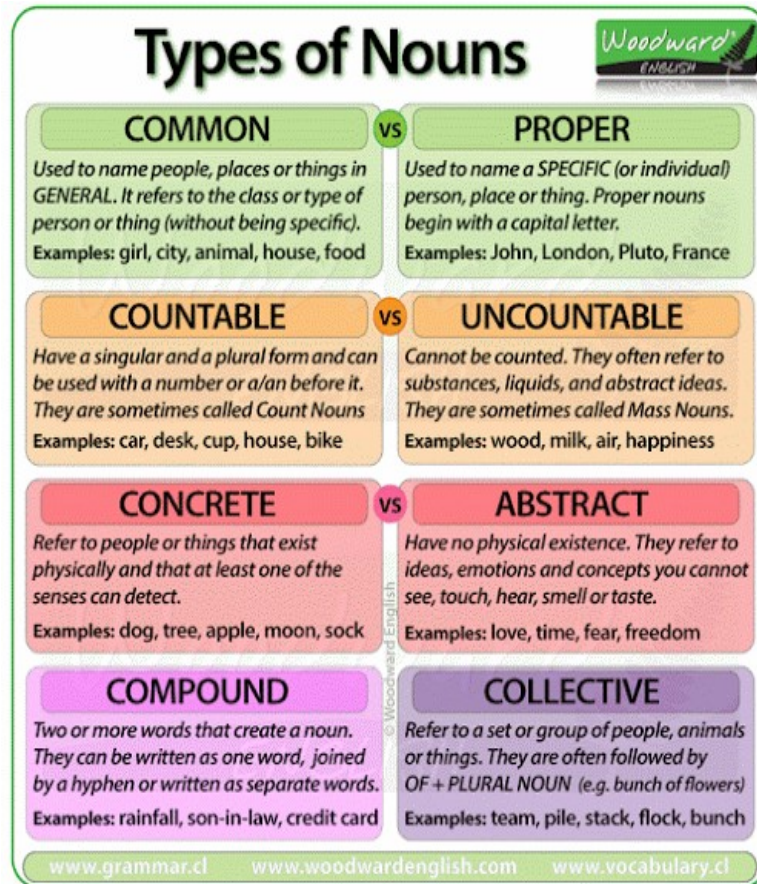 Types of Nouns
Woodward®
ENGLISH
COMMON
Used to name people, places or things in
GENERAL. It refers to the class or type of
person or thing (without being specific).
Examples: girl, city, animal, house, food
vs
PROPER
Used to name a SPECIFIC (or individual)
person, place or thing. Proper nouns
begin with a capital letter.
Examples: John, London, Pluto, France
COUNTABLE
Have a singular and a plural form and can
be used with a number or a/an before it.
They are sometimes called Count Nouns
Examples: car, desk, cup, house, bike
vs
UNCOUNTABLE
Cannot be counted. They often refer to
substances, liquids, and abstract ideas.
They are sometimes called Mass Nouns.
Examples: wood, milk, air, happiness
CONCRETE
Refer to people or things that exist
physically and that at least one of the
senses can detect.
Examples: dog, tree, apple, moon, sock
vs
ABSTRACT
Have no physical existence. They refer to
ideas, emotions and concepts you cannot
see, touch, hear, smell or taste.
Examples: love, time, fear, freedom
COMPOUND
Two or more words that create a noun.
They can be written as one word, joined
by a hyphen or written as separate words.
Examples: rainfall, son-in-law, credit card
© Woodward English
COLLECTIVE
Refer to a set or group of people, animals
or things. They are often followed by
OF + PLURAL NOUN (e.g. bunch of flowers)
Examples: team, pile, stack, flock, bunch
www.grammar.cl www.woodwardenglish.com www.vocabulary.cl